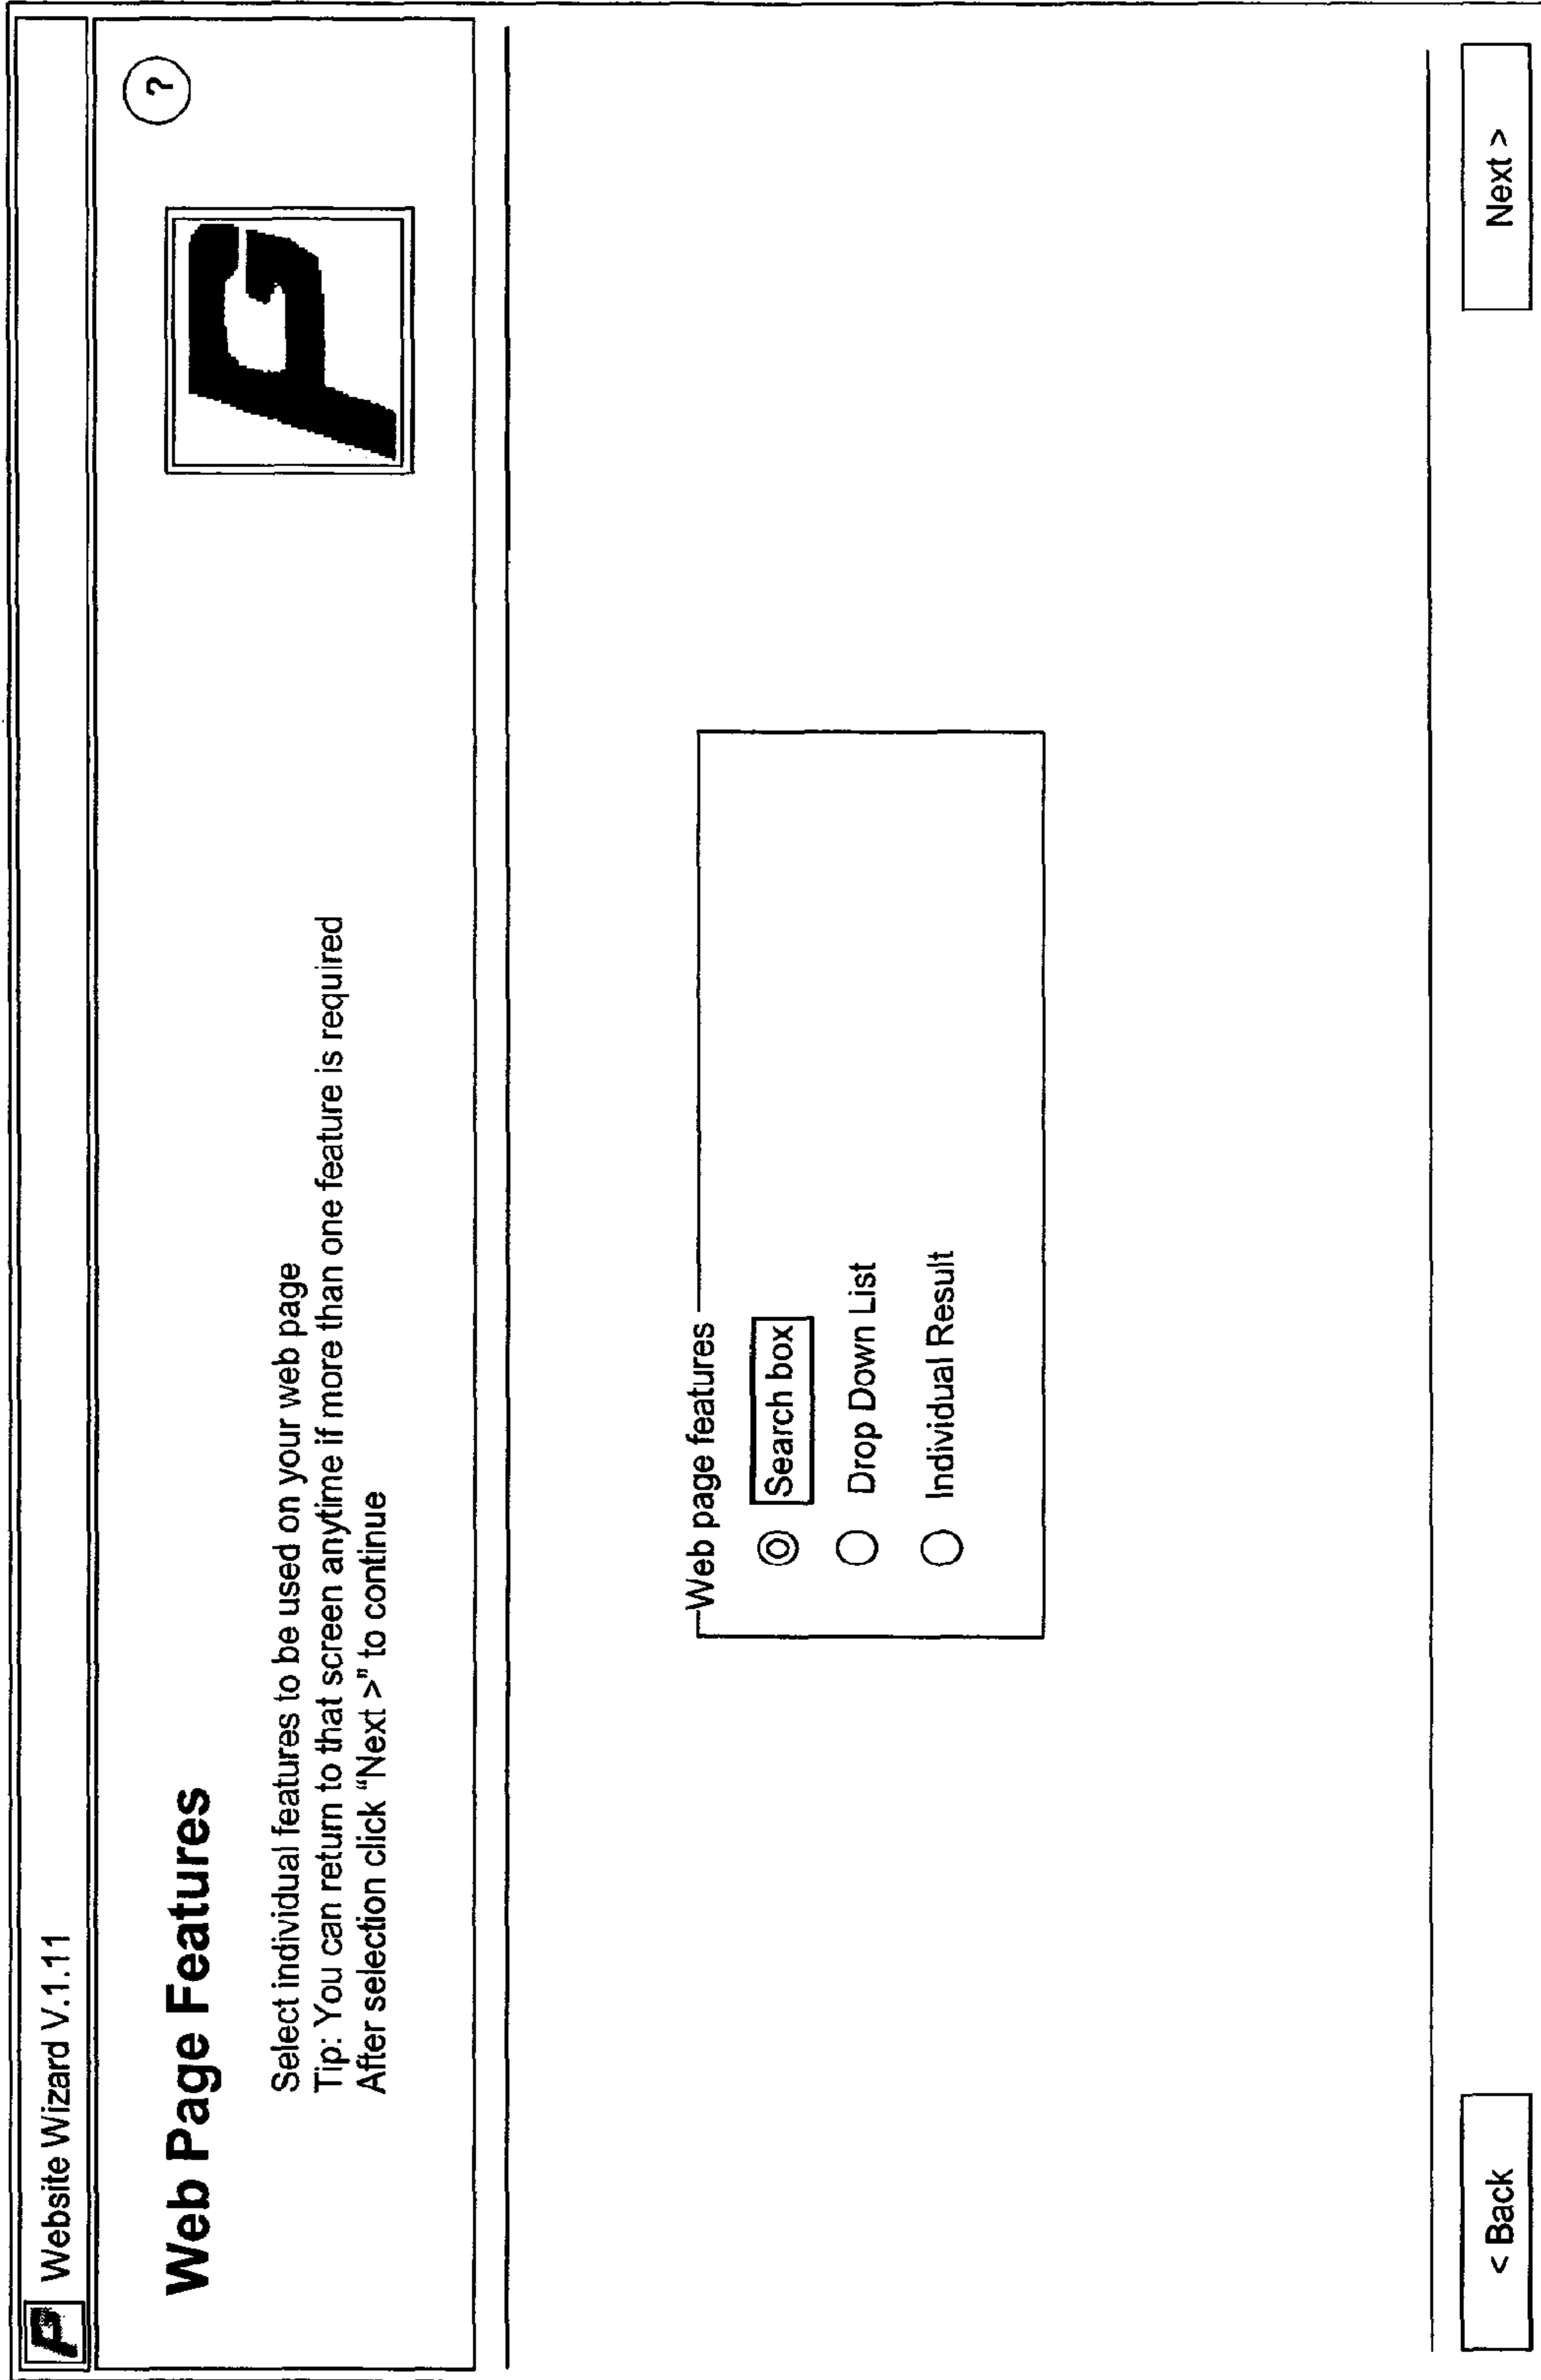 Website Wizard V.1.11
?
Web Page Features
PG
Select individual features to be used on your web page
Tip: You can return to that screen anytime if more than one feature is required
After selection click “Next >” to continue
Web page features
Search box
Drop Down List
Individual Result
< Back
Next >